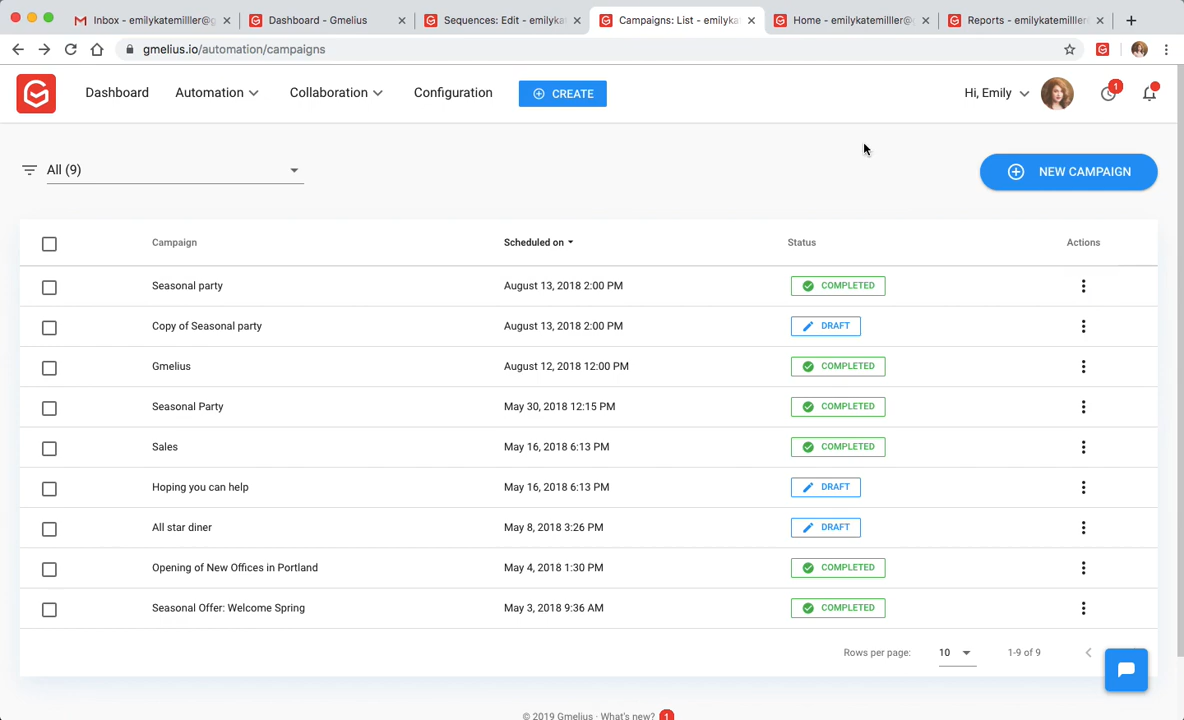 Inbox - emilykatemilller@g
Dashboard - Gmelius
Sequences: Edit - emilykat
Campaigns: List - emilyka
Home - emilykatemilller@
Reports - emilykatemilller
gmelius.io/automation/campaigns
Dashboard
Automation
Collaboration
Configuration
CREATE
Hi, Emily
1
All (9)
NEW CAMPAIGN
Campaign
Scheduled on
Status
Actions
Seasonal party
August 13, 2018 2:00 PM
COMPLETED
Copy of Seasonal party
August 13, 2018 2:00 PM
DRAFT
Gmelius
August 12, 2018 12:00 PM
COMPLETED
Seasonal Party
May 30, 2018 12:15 PM
COMPLETED
Sales
May 16, 2018 6:13 PM
COMPLETED
Hoping you can help
May 16, 2018 6:13 PM
DRAFT
All star diner
May 8, 2018 3:26 PM
DRAFT
Opening of New Offices in Portland
May 4, 2018 1:30 PM
COMPLETED
Seasonal Offer: Welcome Spring
May 3, 2018 9:36 AM
COMPLETED
Rows per page:
10
1-9 of 9
© 2019 Gmelius · What's new? 1